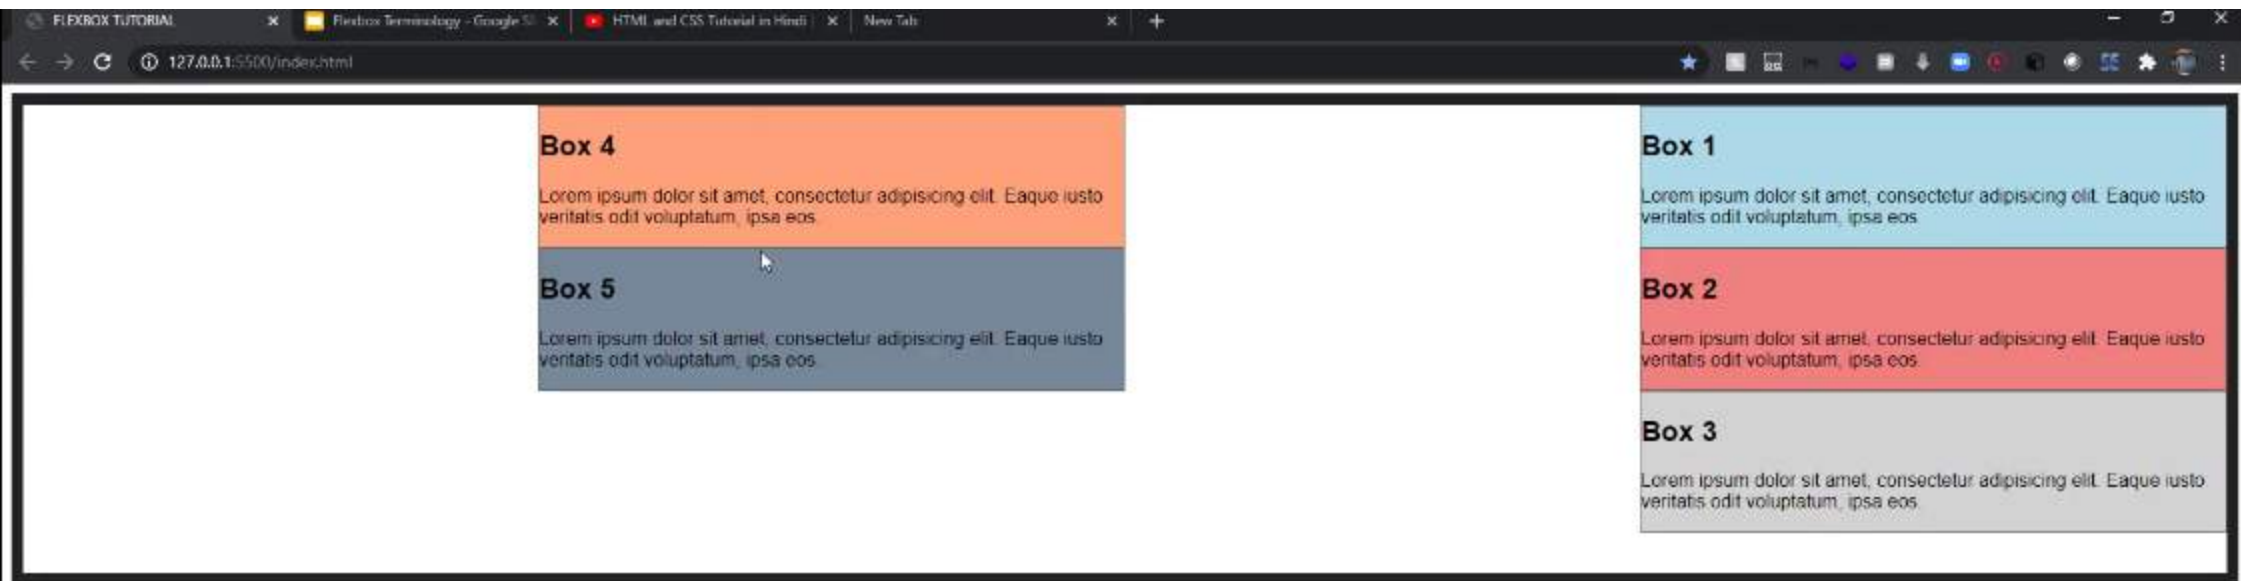 FLEXBOX TUTORIAL
Flexbox Terminology - Google
HTML and CSS Tutorial in Hindi
New Tab
127.0.0.1:5500/index.html
Box 4
Lorem ipsum dolor sit amet, consectetur adipisicing elit. Eaque iusto
veritatis odit voluptatum, ipsa eos.
Box 5
Lorem ipsum dolor sit amet, consectetur adipisicing elit. Eaque iusto
veritatis odit voluptatum, ipsa eos.
Box 1
Lorem ipsum dolor sit amet, consectetur adipisicing elit. Eaque iusto
veritatis odit voluptatum, ipsa eos.
Box 2
Lorem ipsum dolor sit amet, consectetur adipisicing elit. Eaque iusto
veritatis odit voluptatum, ipsa eos.
Box 3
Lorem ipsum dolor sit amet, consectetur adipisicing elit. Eaque iusto
veritatis odit voluptatum, ipsa eos.